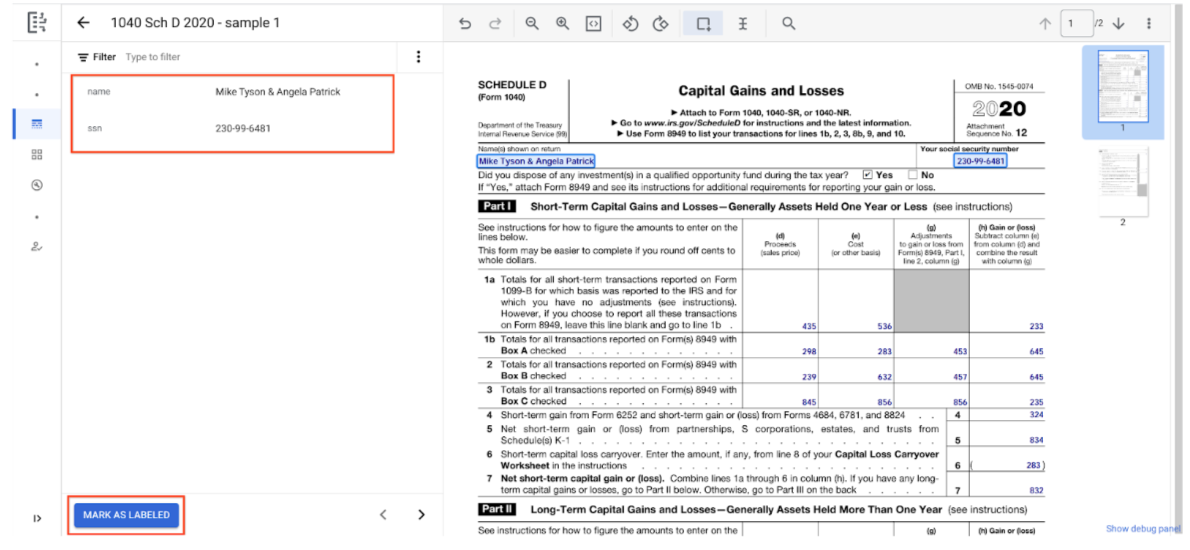 1040 Sch D 2020 - sample 1
1
/2
Filter Type to filter
name Mike Tyson & Angela Patrick
ssn 230-99-6481
MARK AS LABELED
SCHEDULE D
(Form 1040)
Department of the Treasury
Internal Revenue Service (99)
Capital Gains and Losses
► Attach to Form 1040, 1040-SR, or 1040-NR.
► Go to www.irs.gov/ScheduleD for instructions and the latest information.
► Use Form 8949 to list your transactions for lines 1b, 2, 3, 8b, 9, and 10.
OMB No. 1545-0074
2020
Attachment
Sequence No. 12
Name(s) shown on return
Your social security number
Mike Tyson & Angela Patrick
230-99-6481
Did you dispose of any investment(s) in a qualified opportunity fund during the tax year? ✓ Yes No
If "Yes," attach Form 8949 and see its instructions for additional requirements for reporting your gain or loss.
Part I Short-Term Capital Gains and Losses—Generally Assets Held One Year or Less (see instructions)
See instructions for how to figure the amounts to enter on the
lines below.
This form may be easier to complete if you round off cents to
whole dollars.
(d)
Proceeds
(sales price)
(e)
Cost
(or other basis)
(g)
Adjustments
to gain or loss from
Form(s) 8949, Part I,
line 2, column (g)
(h) Gain or (loss)
Subtract column (e)
from column (d) and
combine the result
with column (g)
1a Totals for all short-term transactions reported on Form
1099-B for which basis was reported to the IRS and for
which you have no adjustments (see instructions).
However, if you choose to report all these transactions
on Form 8949, leave this line blank and go to line 1b . 435 536 233
1b Totals for all transactions reported on Form(s) 8949 with
Box A checked . . . . . . . . . . . . . 298 283 453 645
2 Totals for all transactions reported on Form(s) 8949 with
Box B checked . . . . . . . . . . . . . 239 632 457 645
3 Totals for all transactions reported on Form(s) 8949 with
Box C checked . . . . . . . . . . . . . 845 856 856 235
4 Short-term gain from Form 6252 and short-term gain or (loss) from Forms 4684, 6781, and 8824 . . 4 324
5 Net short-term gain or (loss) from partnerships, S corporations, estates, and trusts from
Schedule(s) K-1 . . . . . . . . . . . . . . . . . . . . . . . . 5 834
6 Short-term capital loss carryover. Enter the amount, if any, from line 8 of your Capital Loss Carryover
Worksheet in the instructions . . . . . . . . . . . . . . . . . . . . 6 ( 283 )
7 Net short-term capital gain or (loss). Combine lines 1a through 6 in column (h). If you have any long-
term capital gains or losses, go to Part II below. Otherwise, go to Part III on the back . . . . . . 7 832
Part II Long-Term Capital Gains and Losses—Generally Assets Held More Than One Year (see instructions)
See instructions for how to figure the amounts to enter on the (g) (h) Gain or (loss)
1
2
Show debug panel